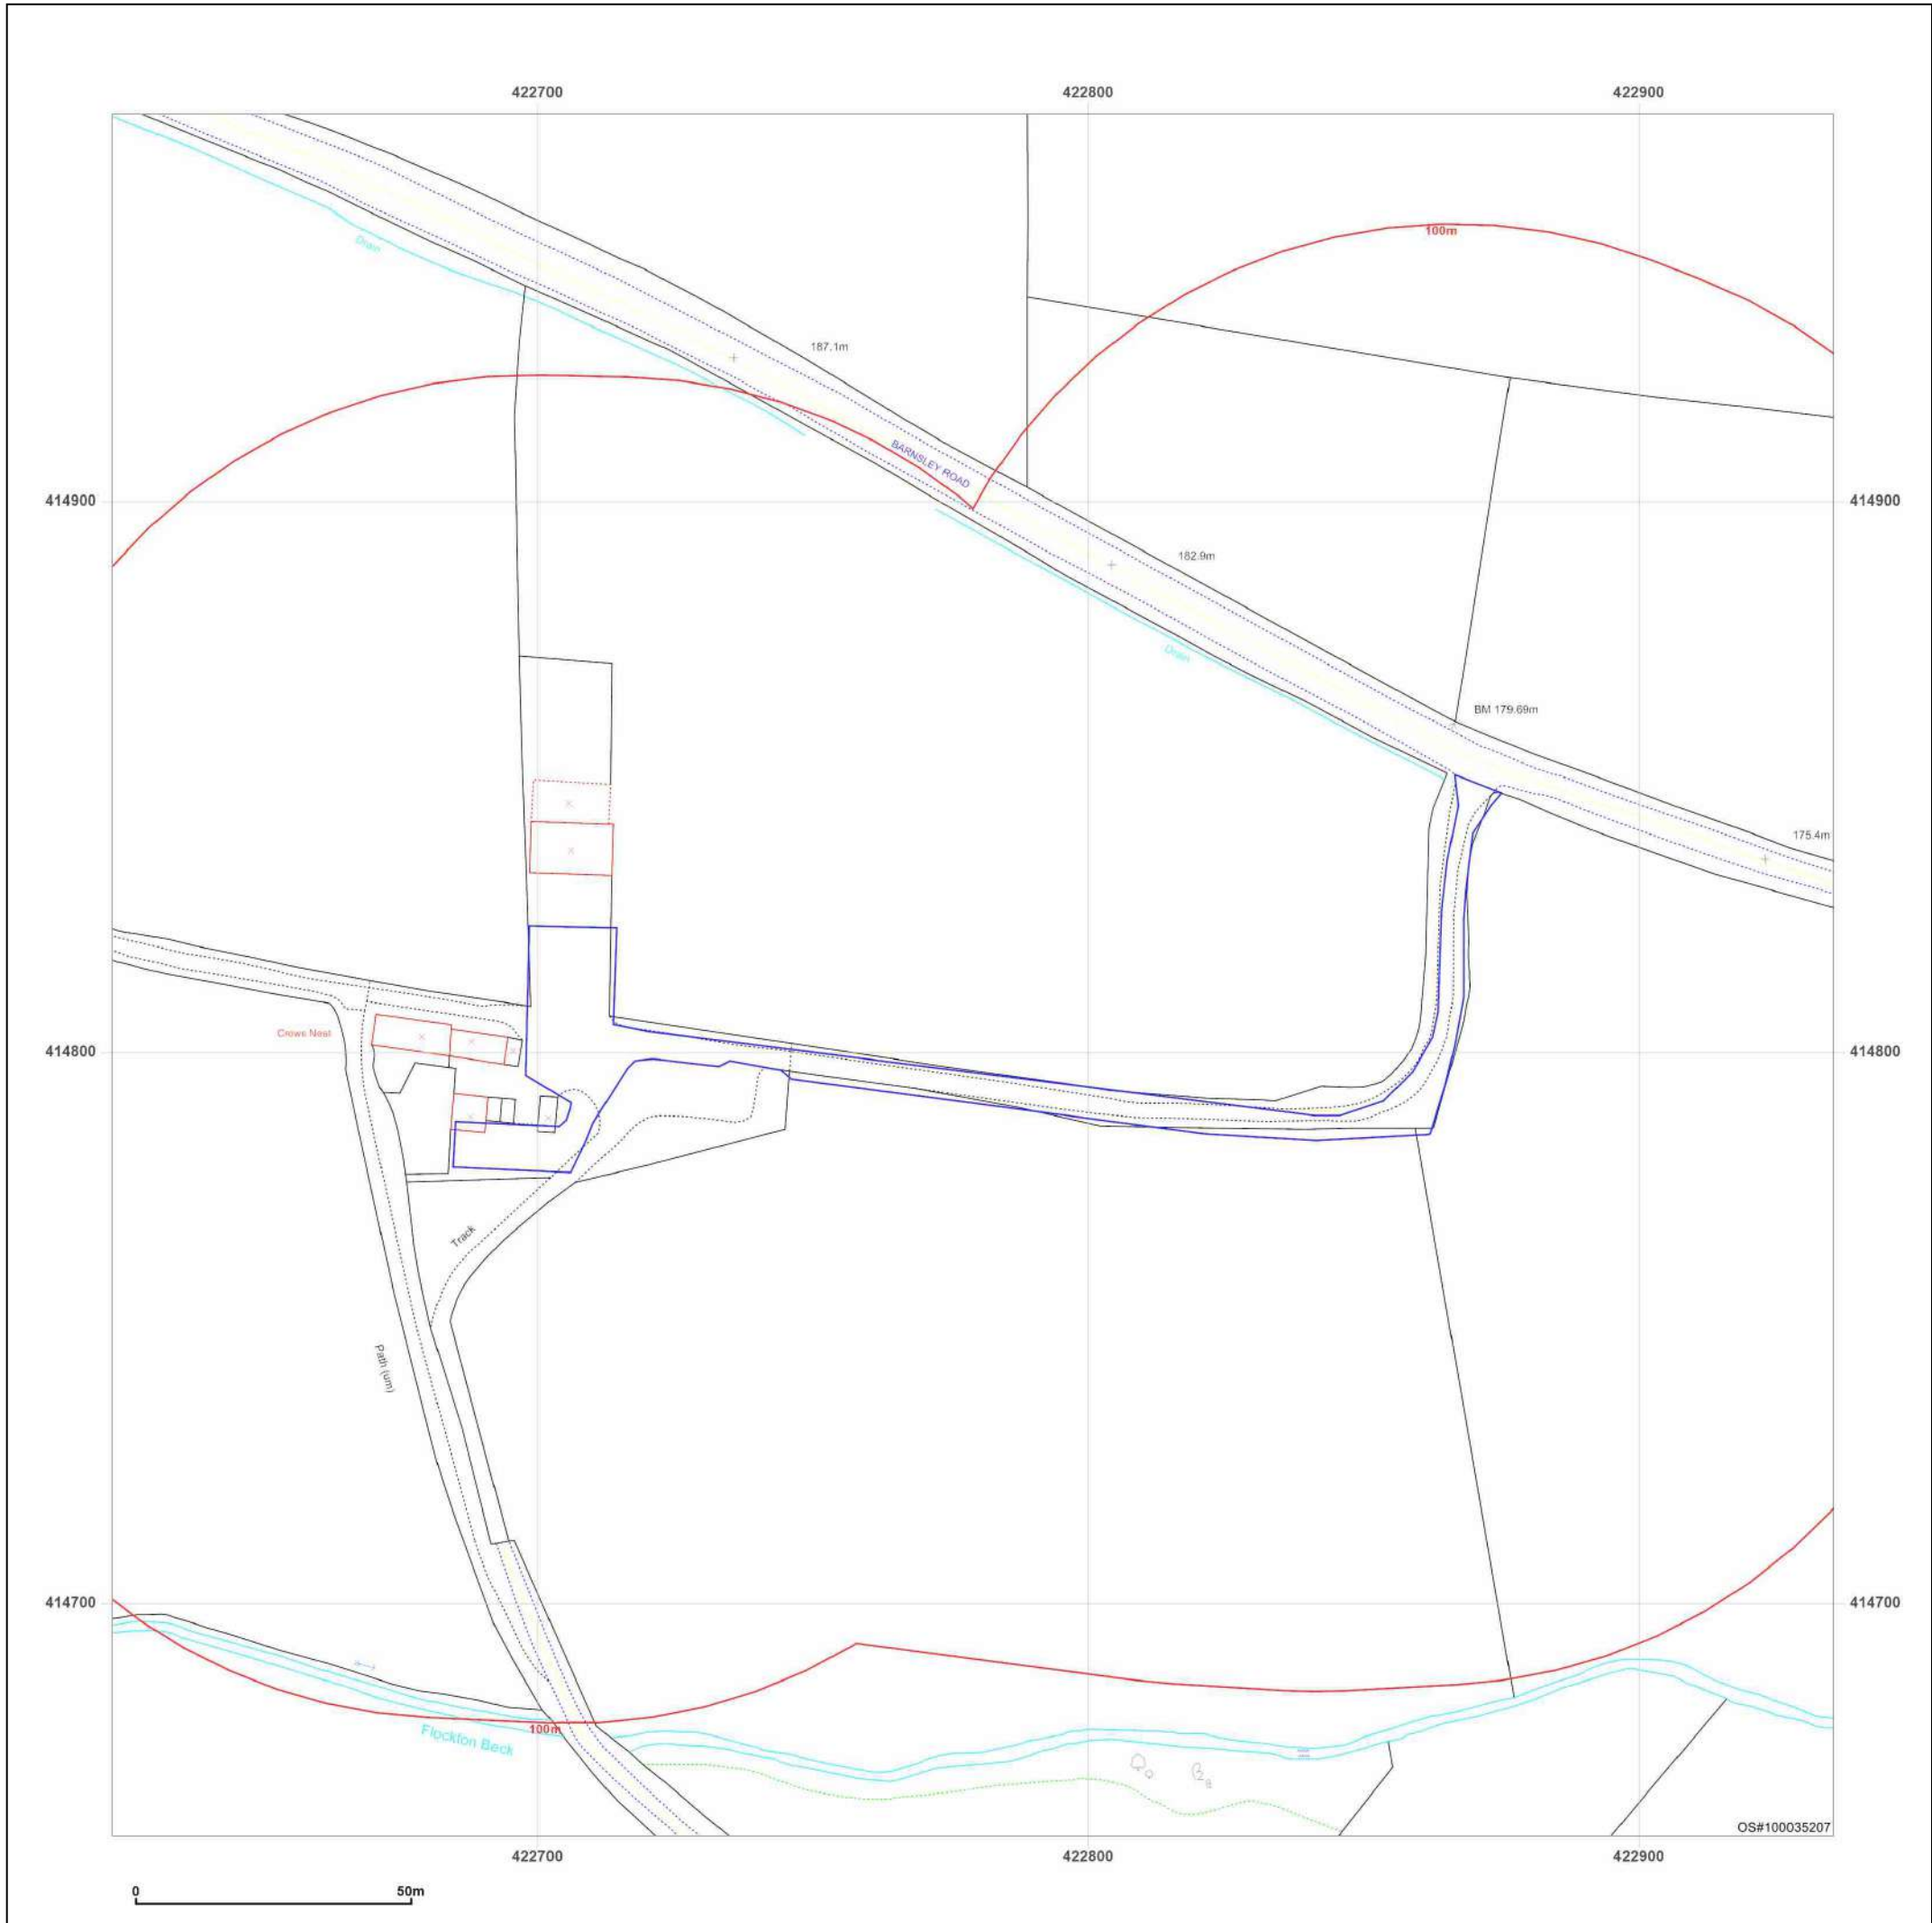 422700
422800
422900
100m
Drain
187.1m
BARNSLEY ROAD
414900
414900
182.9m
Drain
BM 179.69m
175.4m
Crows Nest
414800
414800
Track
Path (um)
414700
414700
100m
Flockton Beck
OS#100035207
422700
422800
422900
0
50m